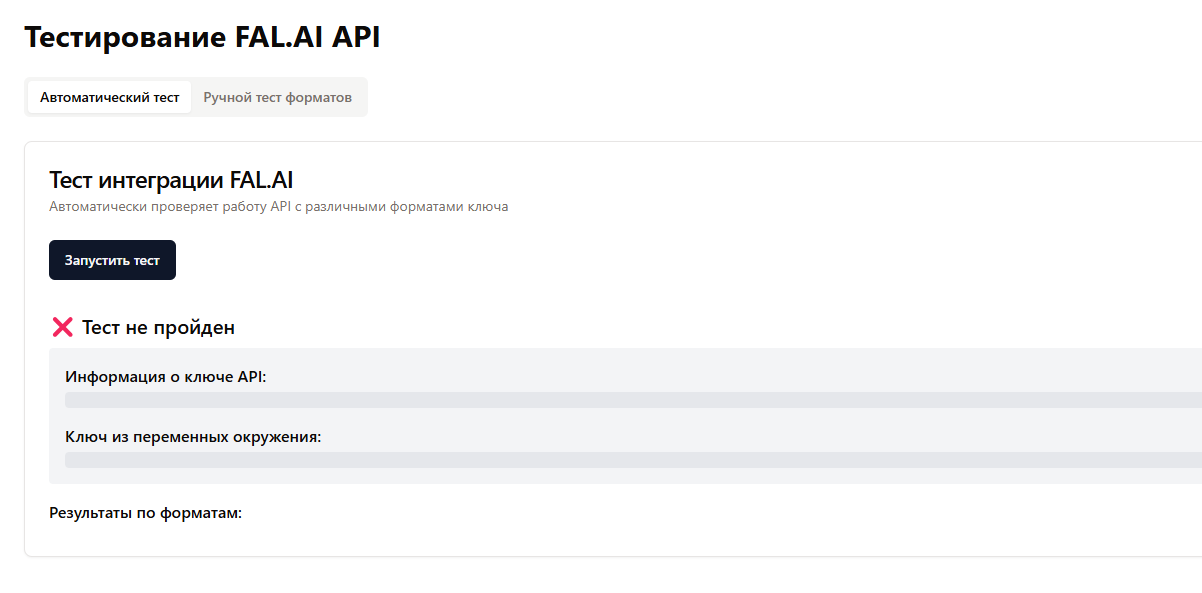 Тестирование FAL.AI API
Автоматический тест Ручной тест форматов
Тест интеграции FAL.AI
Автоматически проверяет работу API с различными форматами ключа
Запустить тест
Тест не пройден
Информация о ключе API:
Ключ из переменных окружения:
Результаты по форматам: